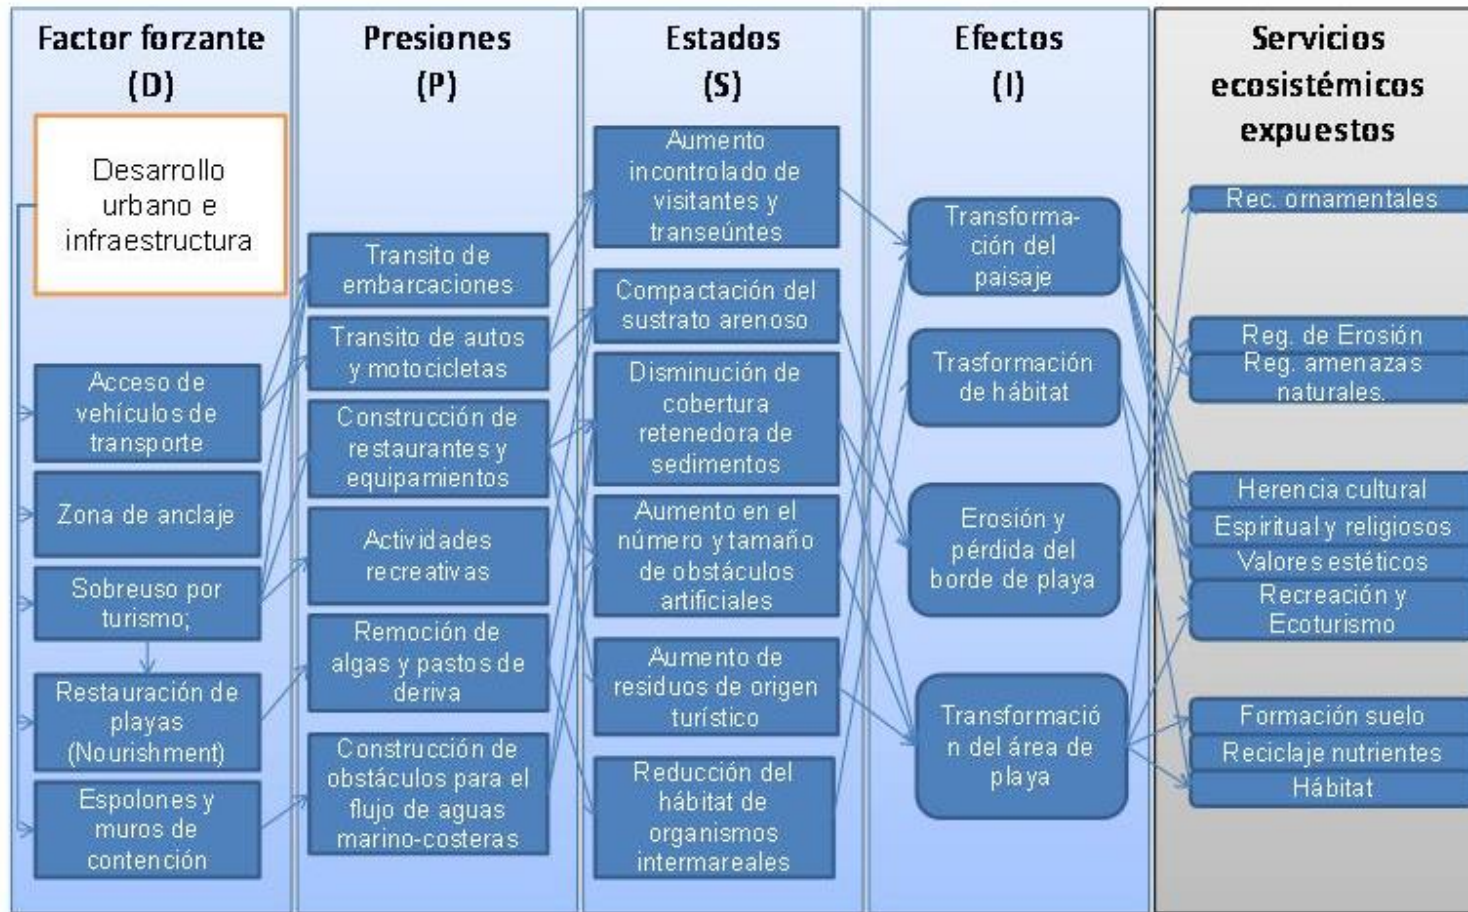 Factor forzante
(D)
Desarrollo
urbano e
infraestructura
Acceso de
vehículos de
transporte
Zona de anclaje
Sobreuso por
turismo;
Restauración de
playas
(Nourishment)
Espolones y
muros de
contención
Presiones
(P)
Transito de
embarcaciones
Transito de autos
y motocicletas
Construcción de
restaurantes y
equipamientos
Actividades
recreativas
Remoción de
algas y pastos de
deriva
Construcción de
obstáculos para el
flujo de aguas
marino-costeras
Estados
(S)
Aumento
incontrolado de
visitantes y
transeúntes
Compactación del
sustrato arenoso
Disminución de
cobertura
retenedora de
sedimentos
Aumento en el
número y tamaño
de obstáculos
artificiales
Aumento de
residuos de origen
turístico
Reducción del
hábitat de
organismos
intermareales
Efectos
(I)
Transforma-
ción del
paisaje
Trasformación
de hábitat
Erosión y
pérdida del
borde de playa
Transformació
n del área de
playa
Servicios
ecosistémicos
expuestos
Rec. ornamentales
Reg. de Erosión
Reg. amenazas
naturales.
Herencia cultural
Espiritual y religiosos
Valores estéticos
Recreación y
Ecoturismo
Formación suelo
Reciclaje nutrientes
Hábitat